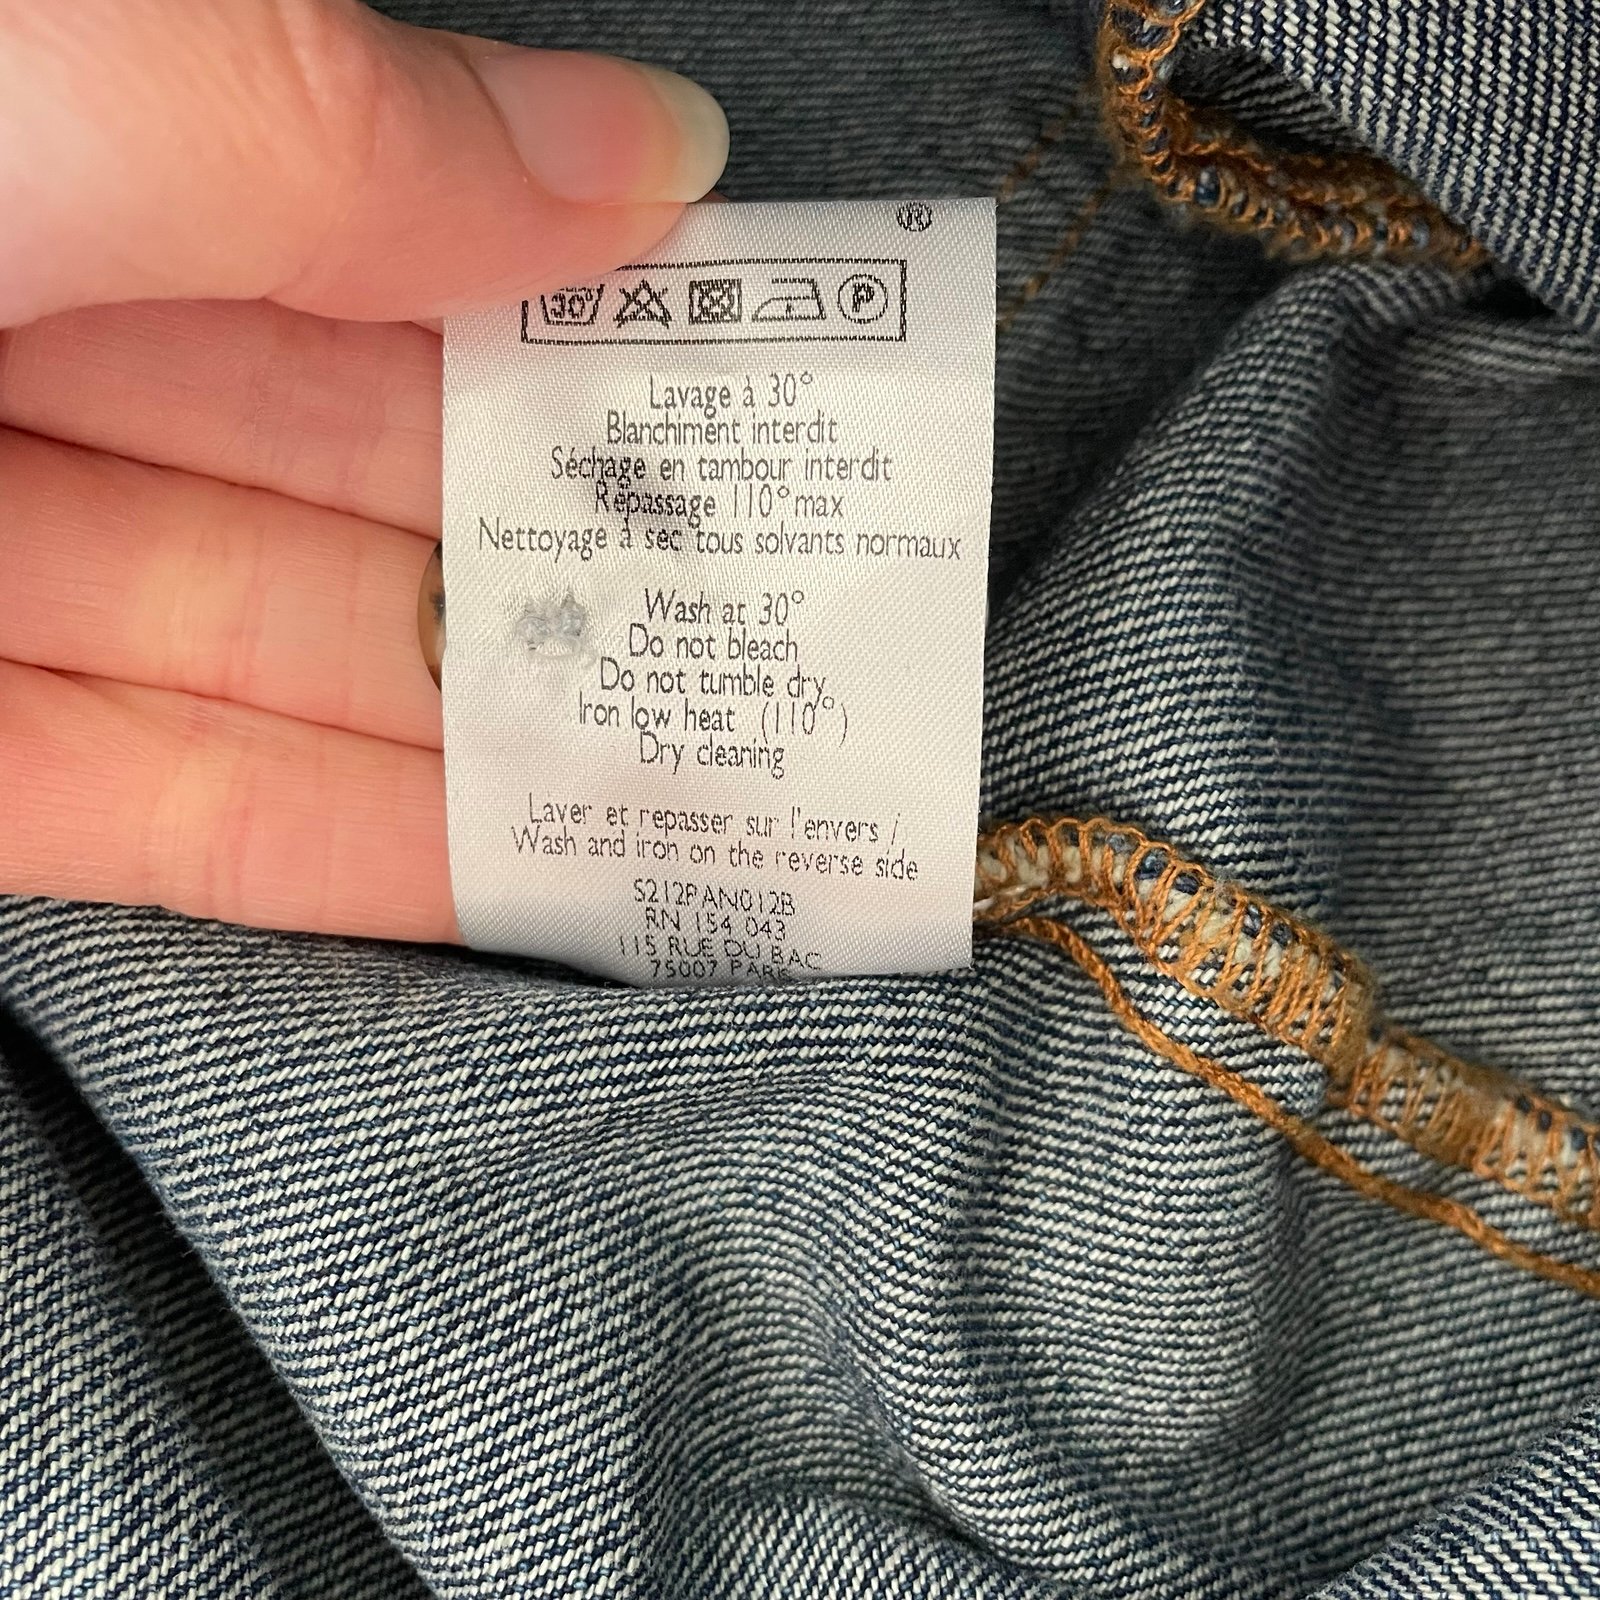 ®
30° P
Lavage à 30°
Blanchiment interdit
Séchage en tambour interdit
Répassage 110° max
Nettoyage à sec tous solvants normaux
Wash at 30°
Do not bleach
Do not tumble dry
Iron low heat (110°)
Dry cleaning
Laver et repasser sur l'envers /
Wash and iron on the reverse side
S212PAN012B
RN 154 043
115 RUE DU BAC
75007 PARIS